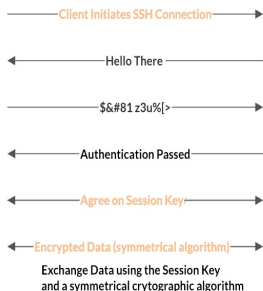 Client Initiates SSH Connection
Hello There
$&#81 z3u%[>
Authentication Passed
Agree on Session Key
Encrypted Data (symmetrical algorithm)
Exchange Data using the Session Key
and a symmetrical crytographic algorithm